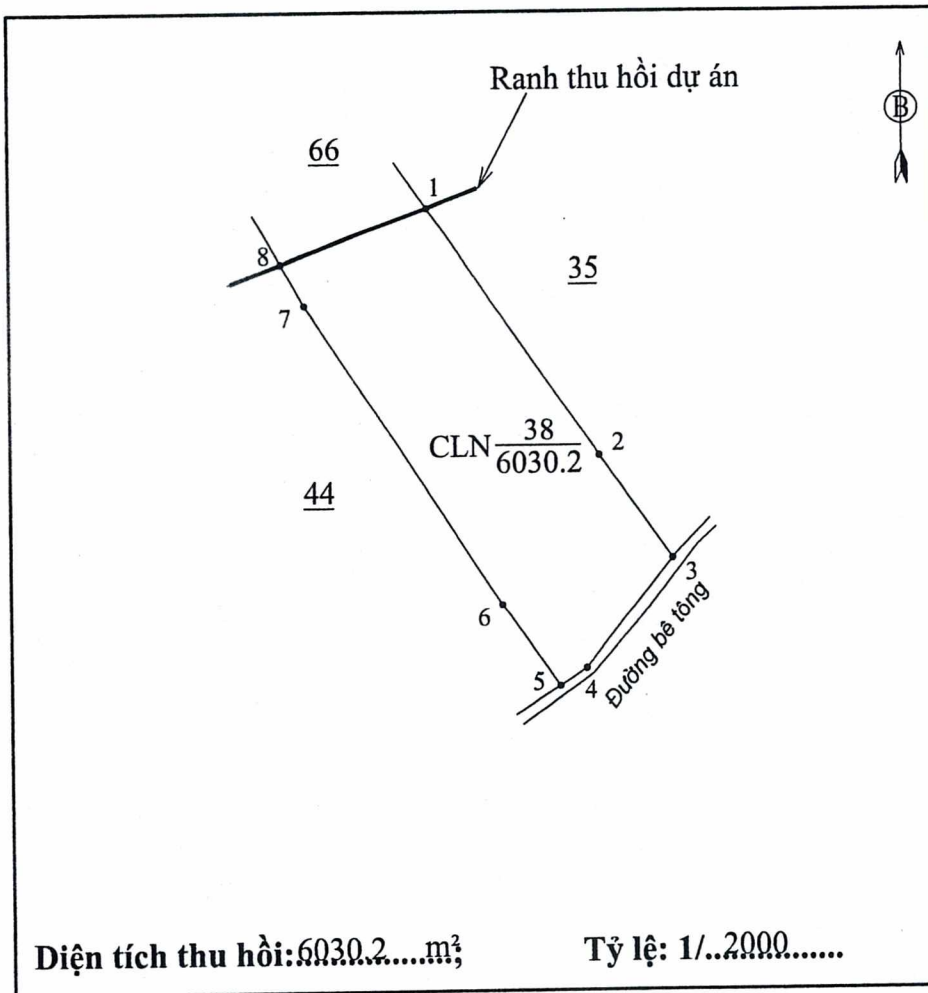 Ranh thu hồi dự án
B
66
1
8
35
7
CLN 38
6030.2
2
44
3
6
Đường bê tông
5
4
Diện tích thu hồi:6030.2....m²; Tỷ lệ: 1/..2000......